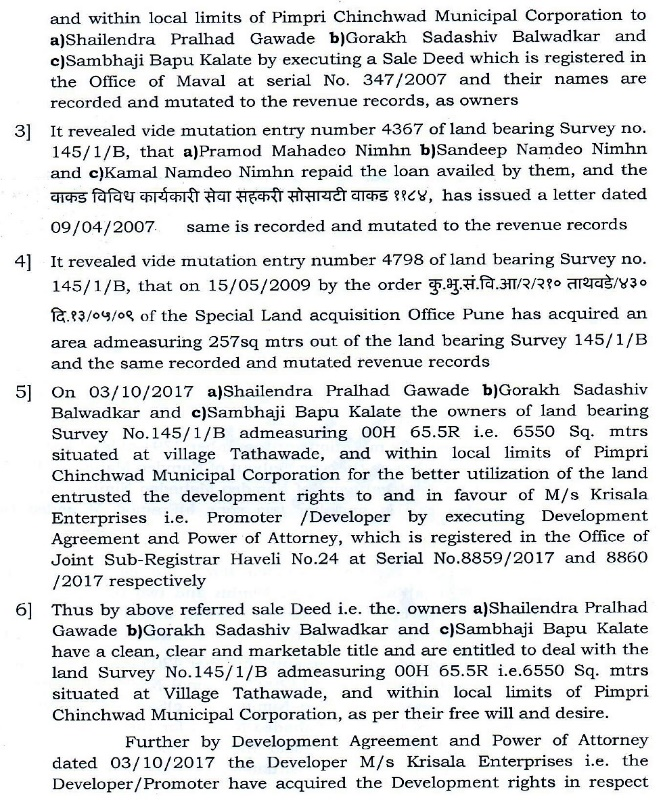 and within local limits of Pimpri Chinchwad Municipal Corporation to
a)Shailendra Pralhad Gawade b)Gorakh Sadashiv Balwadkar and
c)Sambhaji Bapu Kalate by executing a Sale Deed which is registered in
the Office of Maval at serial No. 347/2007 and their names are
recorded and mutated to the revenue records, as owners
3] It revealed vide mutation entry number 4367 of land bearing Survey no.
145/1/B, that a)Pramod Mahadeo Nimhn b)Sandeep Namdeo Nimhn
and c)Kamal Namdeo Nimhn repaid the loan availed by them, and the
वाकड विविध कार्यकारी सेवा सहकरी सोसायटी वाकड ११८४, has issued a letter dated
09/04/2007 same is recorded and mutated to the revenue records
4] It revealed vide mutation entry number 4798 of land bearing Survey no.
145/1/B, that on 15/05/2009 by the order कु.भु.सं.वि.आ/२/२१० ताथवडे/४३०
दि.१३/०५/०९ of the Special Land acquisition Office Pune has acquired an
area admeasuring 257sq mtrs out of the land bearing Survey 145/1/B
and the same recorded and mutated revenue records
5] On 03/10/2017 a)Shailendra Pralhad Gawade b)Gorakh Sadashiv
Balwadkar and c)Sambhaji Bapu Kalate the owners of land bearing
Survey No.145/1/B admeasuring 00H 65.5R i.e. 6550 Sq. mtrs
situated at village Tathawade, and within local limits of Pimpri
Chinchwad Municipal Corporation for the better utilization of the land
entrusted the development rights to and in favour of M/s Krisala
Enterprises i.e. Promoter /Developer by executing Development
Agreement and Power of Attorney, which is registered in the Office of
Joint Sub-Registrar Haveli No.24 at Serial No.8859/2017 and 8860
/2017 respectively
6] Thus by above referred sale Deed i.e. the. owners a)Shailendra Pralhad
Gawade b)Gorakh Sadashiv Balwadkar and c)Sambhaji Bapu Kalate
have a clean, clear and marketable title and are entitled to deal with the
land Survey No.145/1/B admeasuring 00H 65.5R i.e.6550 Sq. mtrs
situated at Village Tathawade, and within local limits of Pimpri
Chinchwad Municipal Corporation, as per their free will and desire.
Further by Development Agreement and Power of Attorney
dated 03/10/2017 the Developer M/s Krisala Enterprises i.e. the
Developer/Promoter have acquired the Development rights in respect